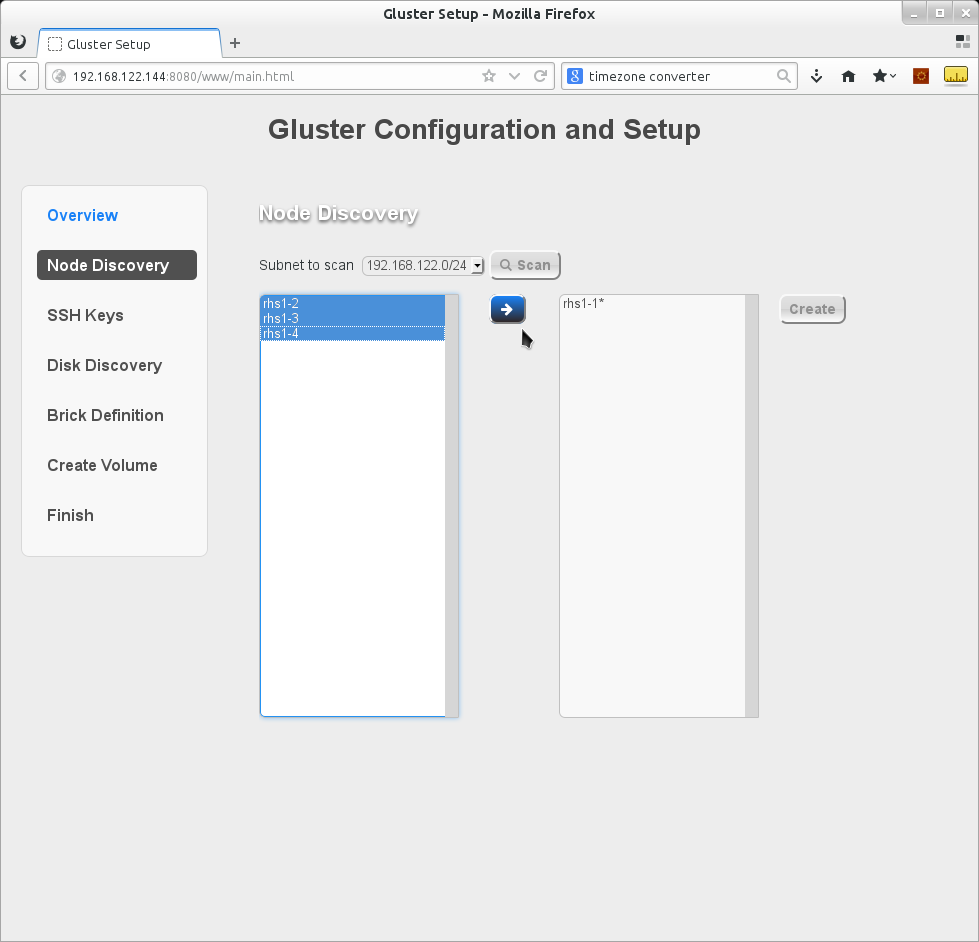 Gluster Setup - Mozilla Firefox
Gluster Setup
192.168.122.144:8080/www/main.html
timezone converter
Gluster Configuration and Setup
Overview
Node Discovery
SSH Keys
Disk Discovery
Brick Definition
Create Volume
Finish
Node Discovery
Subnet to scan 192.168.122.0/24 Scan
rhs1-2
rhs1-3
rhs1-4
rhs1-1*
Create